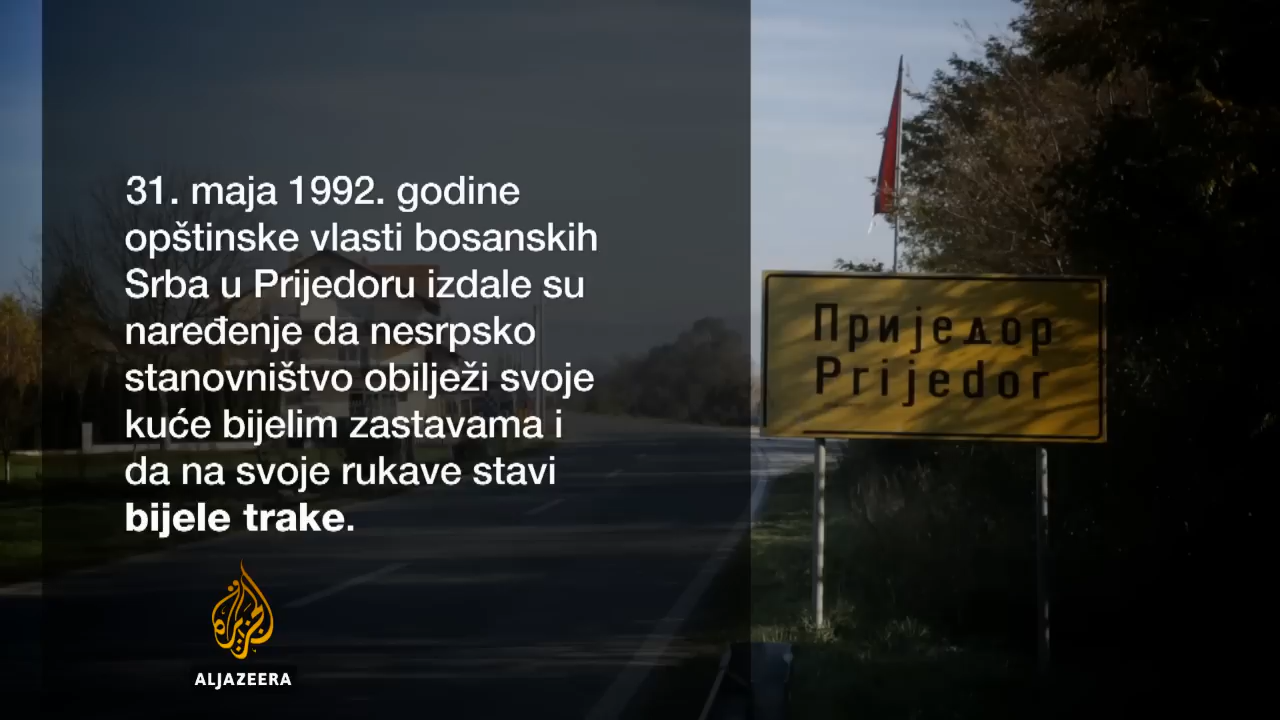 31. maja 1992. godine
opštinske vlasti bosanskih
Srba u Prijedoru izdale su
naređenje da nesrpsko
stanovništvo obilježi svoje
kuće bijelim zastavama i
da na svoje rukave stavi
bijele trake.
Приједор
Prijedor
الجزيرة
ALJAZEERA